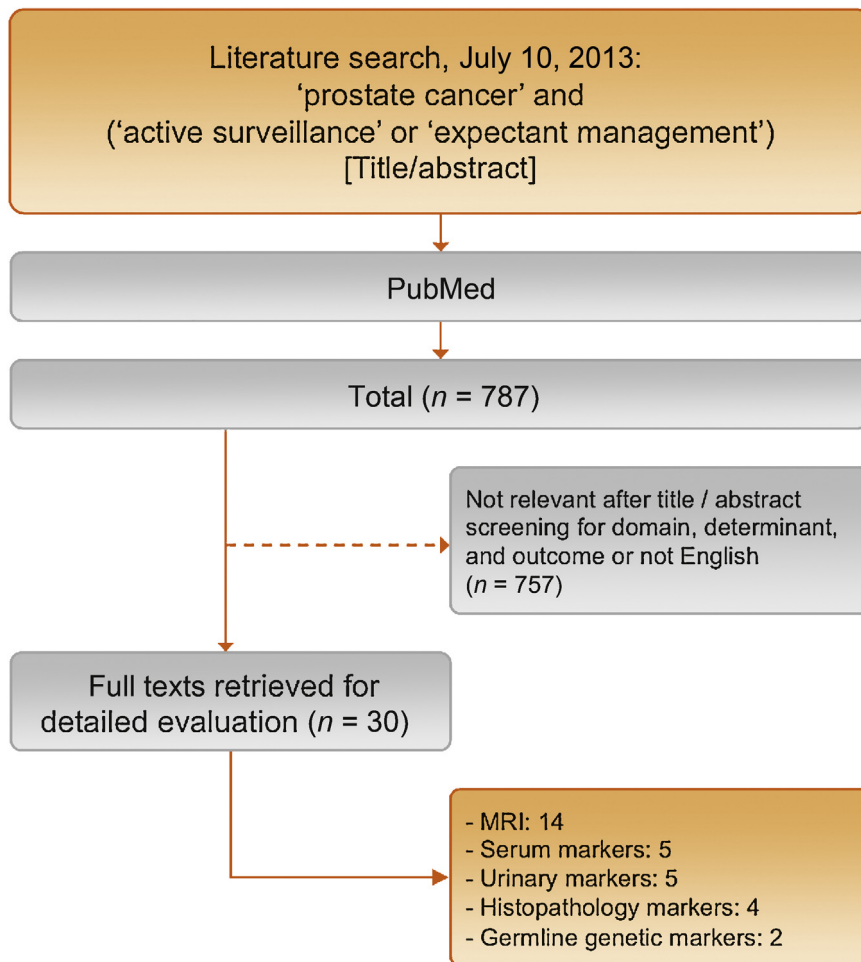 Literature search, July 10, 2013:
‘prostate cancer’ and
(‘active surveillance’ or ‘expectant management’)
[Title/abstract]
PubMed
Total (n = 787)
Not relevant after title / abstract
screening for domain, determinant,
and outcome or not English
(n = 757)
Full texts retrieved for
detailed evaluation (n = 30)
- MRI: 14
- Serum markers: 5
- Urinary markers: 5
- Histopathology markers: 4
- Germline genetic markers: 2